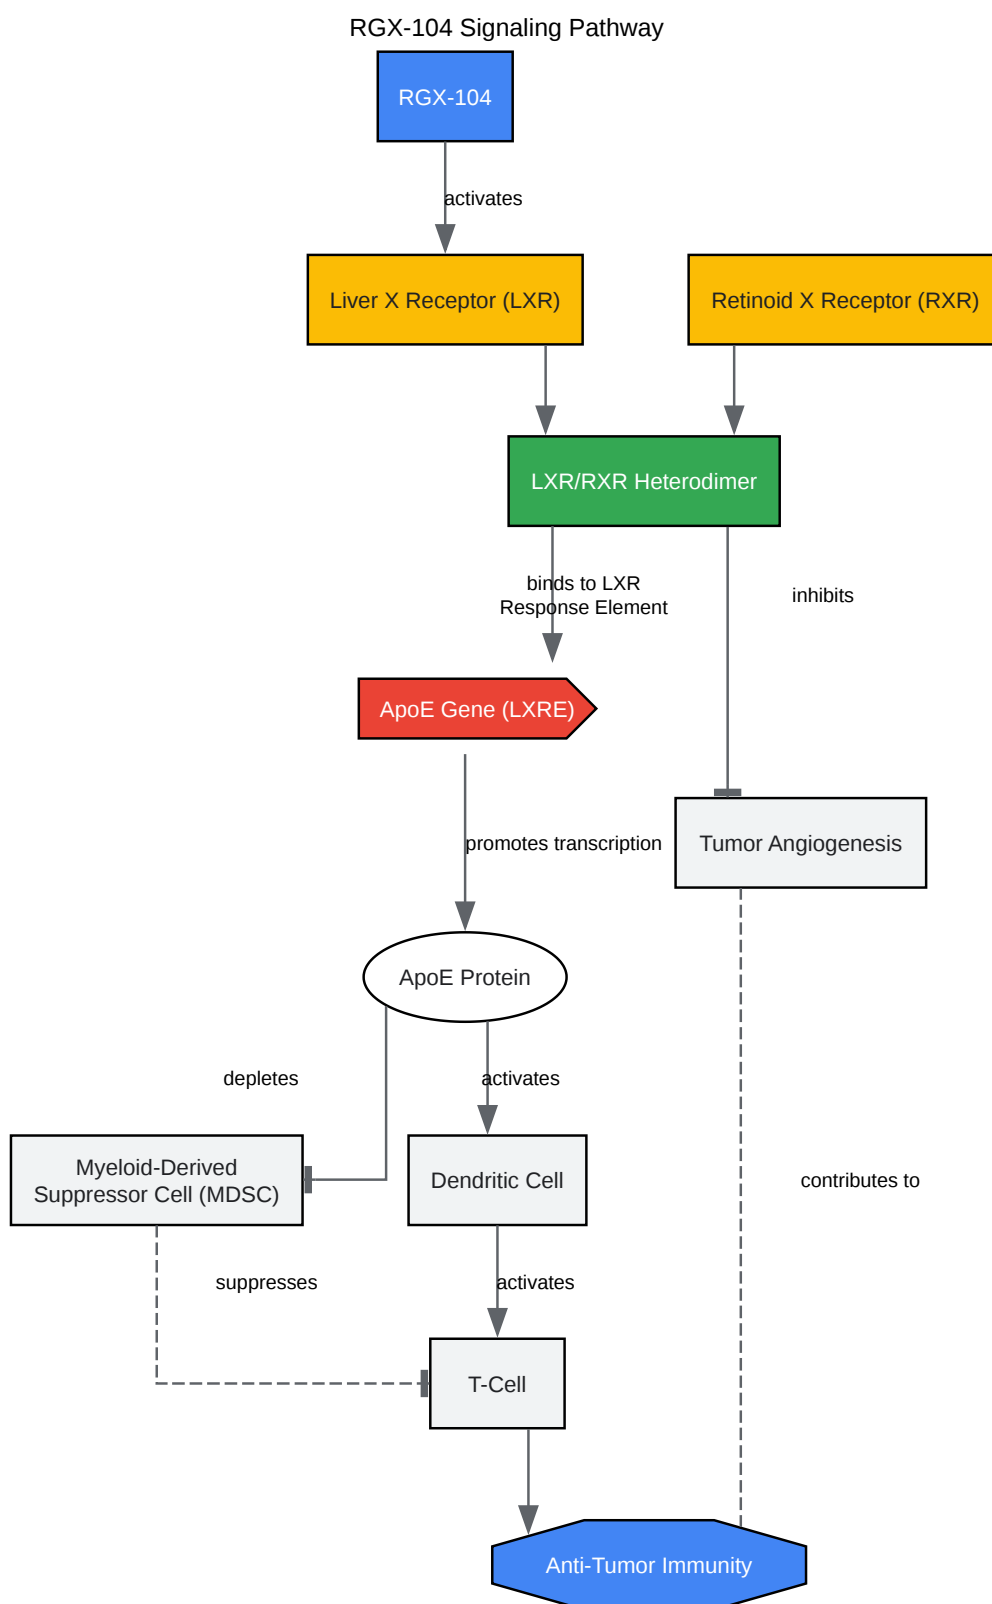 RGX-104 Signaling Pathway
RGX-104
activates
Liver X Receptor (LXR)
Retinoid X Receptor (RXR)
LXR/RXR Heterodimer
binds to LXR
Response Element
inhibits
ApoE Gene (LXRE)
promotes transcription
Tumor Angiogenesis
ApoE Protein
depletes
activates
Myeloid-Derived
Suppressor Cell (MDSC)
Dendritic Cell
contributes to
suppresses
activates
T-Cell
Anti-Tumor Immunity